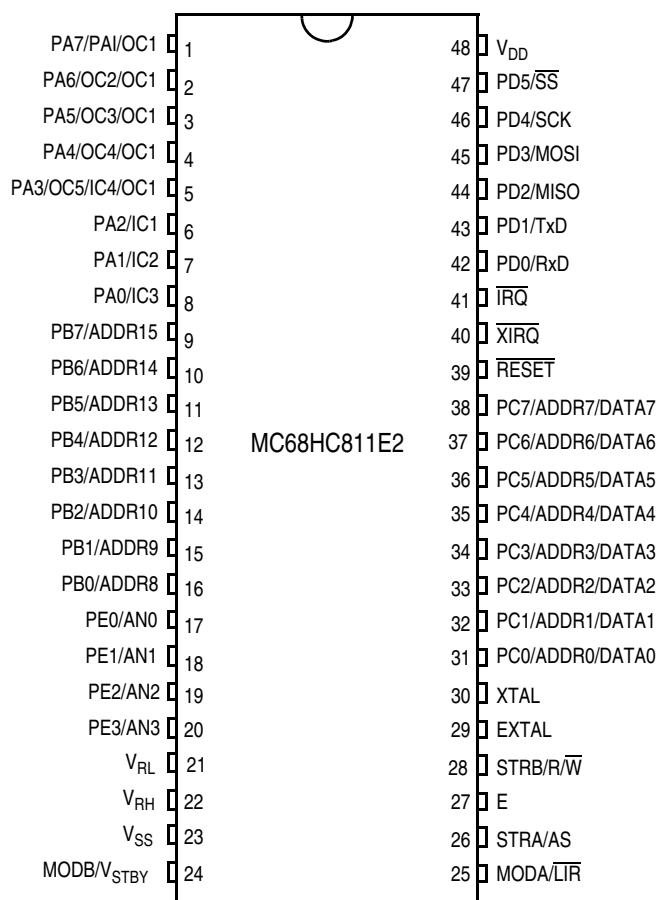 PA7/PAI/OC1 1
PA6/OC2/OC1 2
PA5/OC3/OC1 3
PA4/OC4/OC1 4
PA3/OC5/IC4/OC1 5
PA2/IC1 6
PA1/IC2 7
PA0/IC3 8
PB7/ADDR15 9
PB6/ADDR14 10
PB5/ADDR13 11
PB4/ADDR12 12
PB3/ADDR11 13
PB2/ADDR10 14
PB1/ADDR9 15
PB0/ADDR8 16
PE0/AN0 17
PE1/AN1 18
PE2/AN2 19
PE3/AN3 20
VRL 21
VRH 22
VSS 23
MODB/VSTBY 24
MC68HC811E2
48 VDD
47 PD5/S̅S̅
46 PD4/SCK
45 PD3/MOSI
44 PD2/MISO
43 PD1/TxD
42 PD0/RxD
41 I̅R̅Q̅
40 X̅I̅R̅Q̅
39 R̅E̅S̅E̅T̅
38 PC7/ADDR7/DATA7
37 PC6/ADDR6/DATA6
36 PC5/ADDR5/DATA5
35 PC4/ADDR4/DATA4
34 PC3/ADDR3/DATA3
33 PC2/ADDR2/DATA2
32 PC1/ADDR1/DATA1
31 PC0/ADDR0/DATA0
30 XTAL
29 EXTAL
28 STRB/R/W̅
27 E
26 STRA/AS
25 MODA/L̅I̅R̅